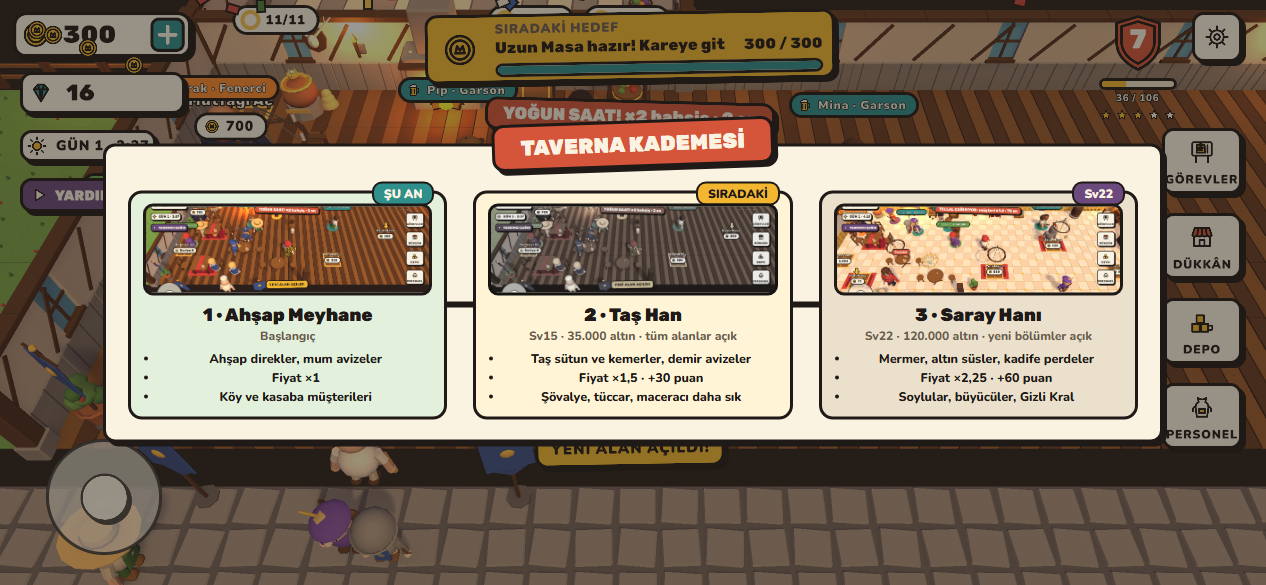 300
11/11
SIRADAKİ HEDEF
Uzun Masa hazır! Kareye git 300 / 300
7
16
36 / 106
Fenerci
700
Pip · Garson
Mina · Garson
YOĞUN SAAT! ×2
GÜN 1
TAVERNA KADEMESİ
GÖREVLER
DÜKKÂN
DEPO
PERSONEL
ŞU AN
1 · Ahşap Meyhane
Başlangıç
• Ahşap direkler, mum avizeler
• Fiyat ×1
• Köy ve kasaba müşterileri
SIRADAKİ
2 · Taş Han
Sv15 · 35.000 altın · tüm alanlar açık
• Taş sütun ve kemerler, demir avizeler
• Fiyat ×1,5 · +30 puan
• Şövalye, tüccar, maceracı daha sık
Sv22
3 · Saray Hanı
Sv22 · 120.000 altın · yeni bölümler açık
• Mermer, altın süsler, kadife perdeler
• Fiyat ×2,25 · +60 puan
• Soylular, büyücüler, Gizli Kral
YENİ ALAN AÇILDI!